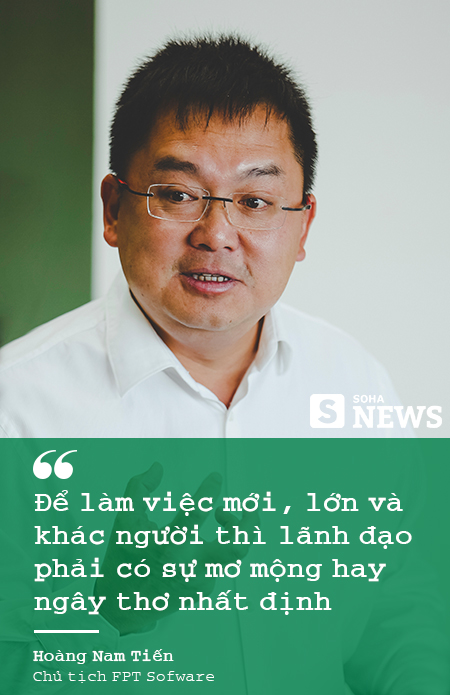 S SOHA
NEWS
“
Để làm việc mới, lớn và
khác người thì lãnh đạo
phải có sự mơ mộng hay
ngây thơ nhất định
Hoàng Nam Tiến
Chủ tịch FPT Sofware